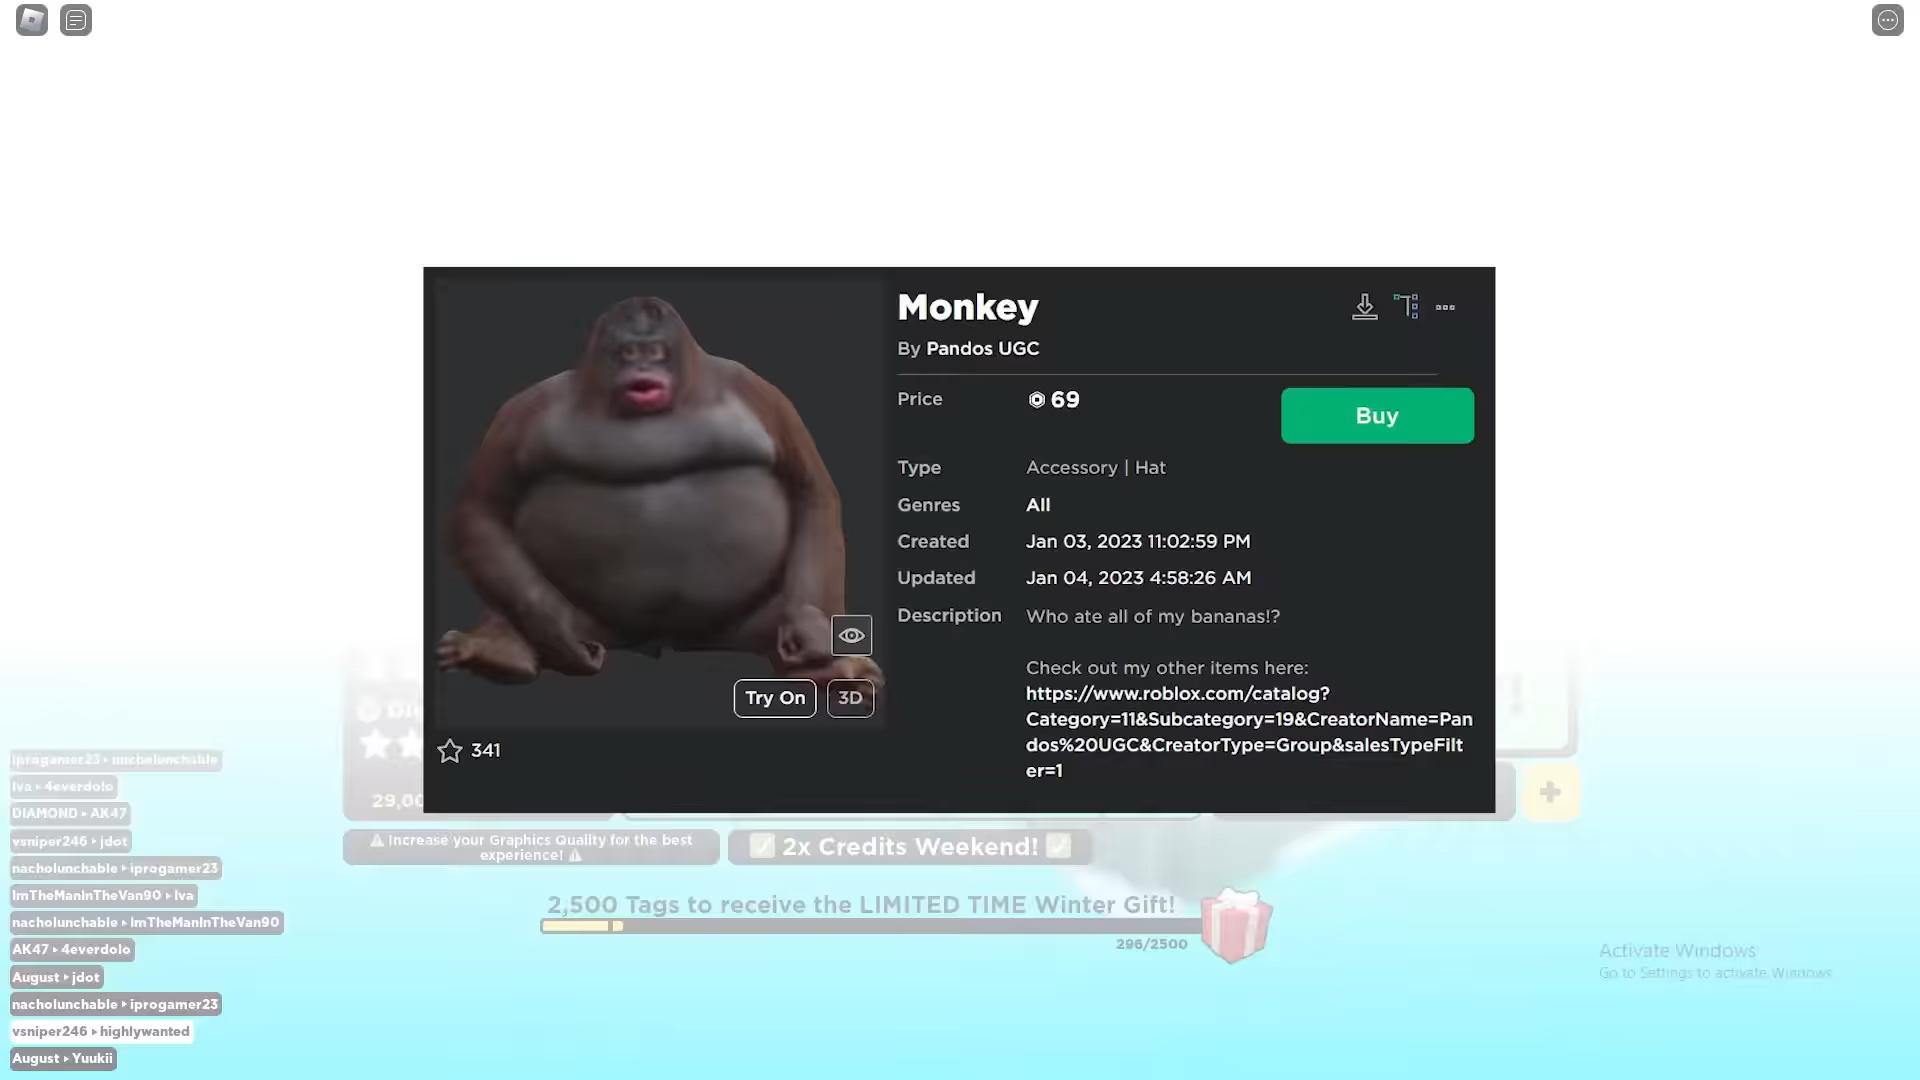 Monkey
By Pandos UGC
Price 69
Buy
Type Accessory | Hat
Genres All
Created Jan 03, 2023 11:02:59 PM
Updated Jan 04, 2023 4:58:26 AM
Description Who ate all of my bananas!?
Check out my other items here:
https://www.roblox.com/catalog?
Category=11&Subcategory=19&CreatorName=Pan
dos%20UGC&CreatorType=Group&salesTypeFilt
er=1
Try On 3D
341
iprogamer23 ▸ nacholunchable
Iva ▸ 4everdolo
DIAMOND ▸ AK47
vsniper246 ▸ jdot
nacholunchable ▸ iprogamer23
ImTheManInTheVan90 ▸ Iva
nacholunchable ▸ ImTheManInTheVan90
AK47 ▸ 4everdolo
August ▸ jdot
nacholunchable ▸ iprogamer23
vsniper246 ▸ highlywanted
August ▸ Yuukii
⚠ Increase your Graphics Quality for the best
experience! ⚠
2x Credits Weekend!
2,500 Tags to receive the LIMITED TIME Winter Gift!
296/2500
Activate Windows
Go to Settings to activate Windows